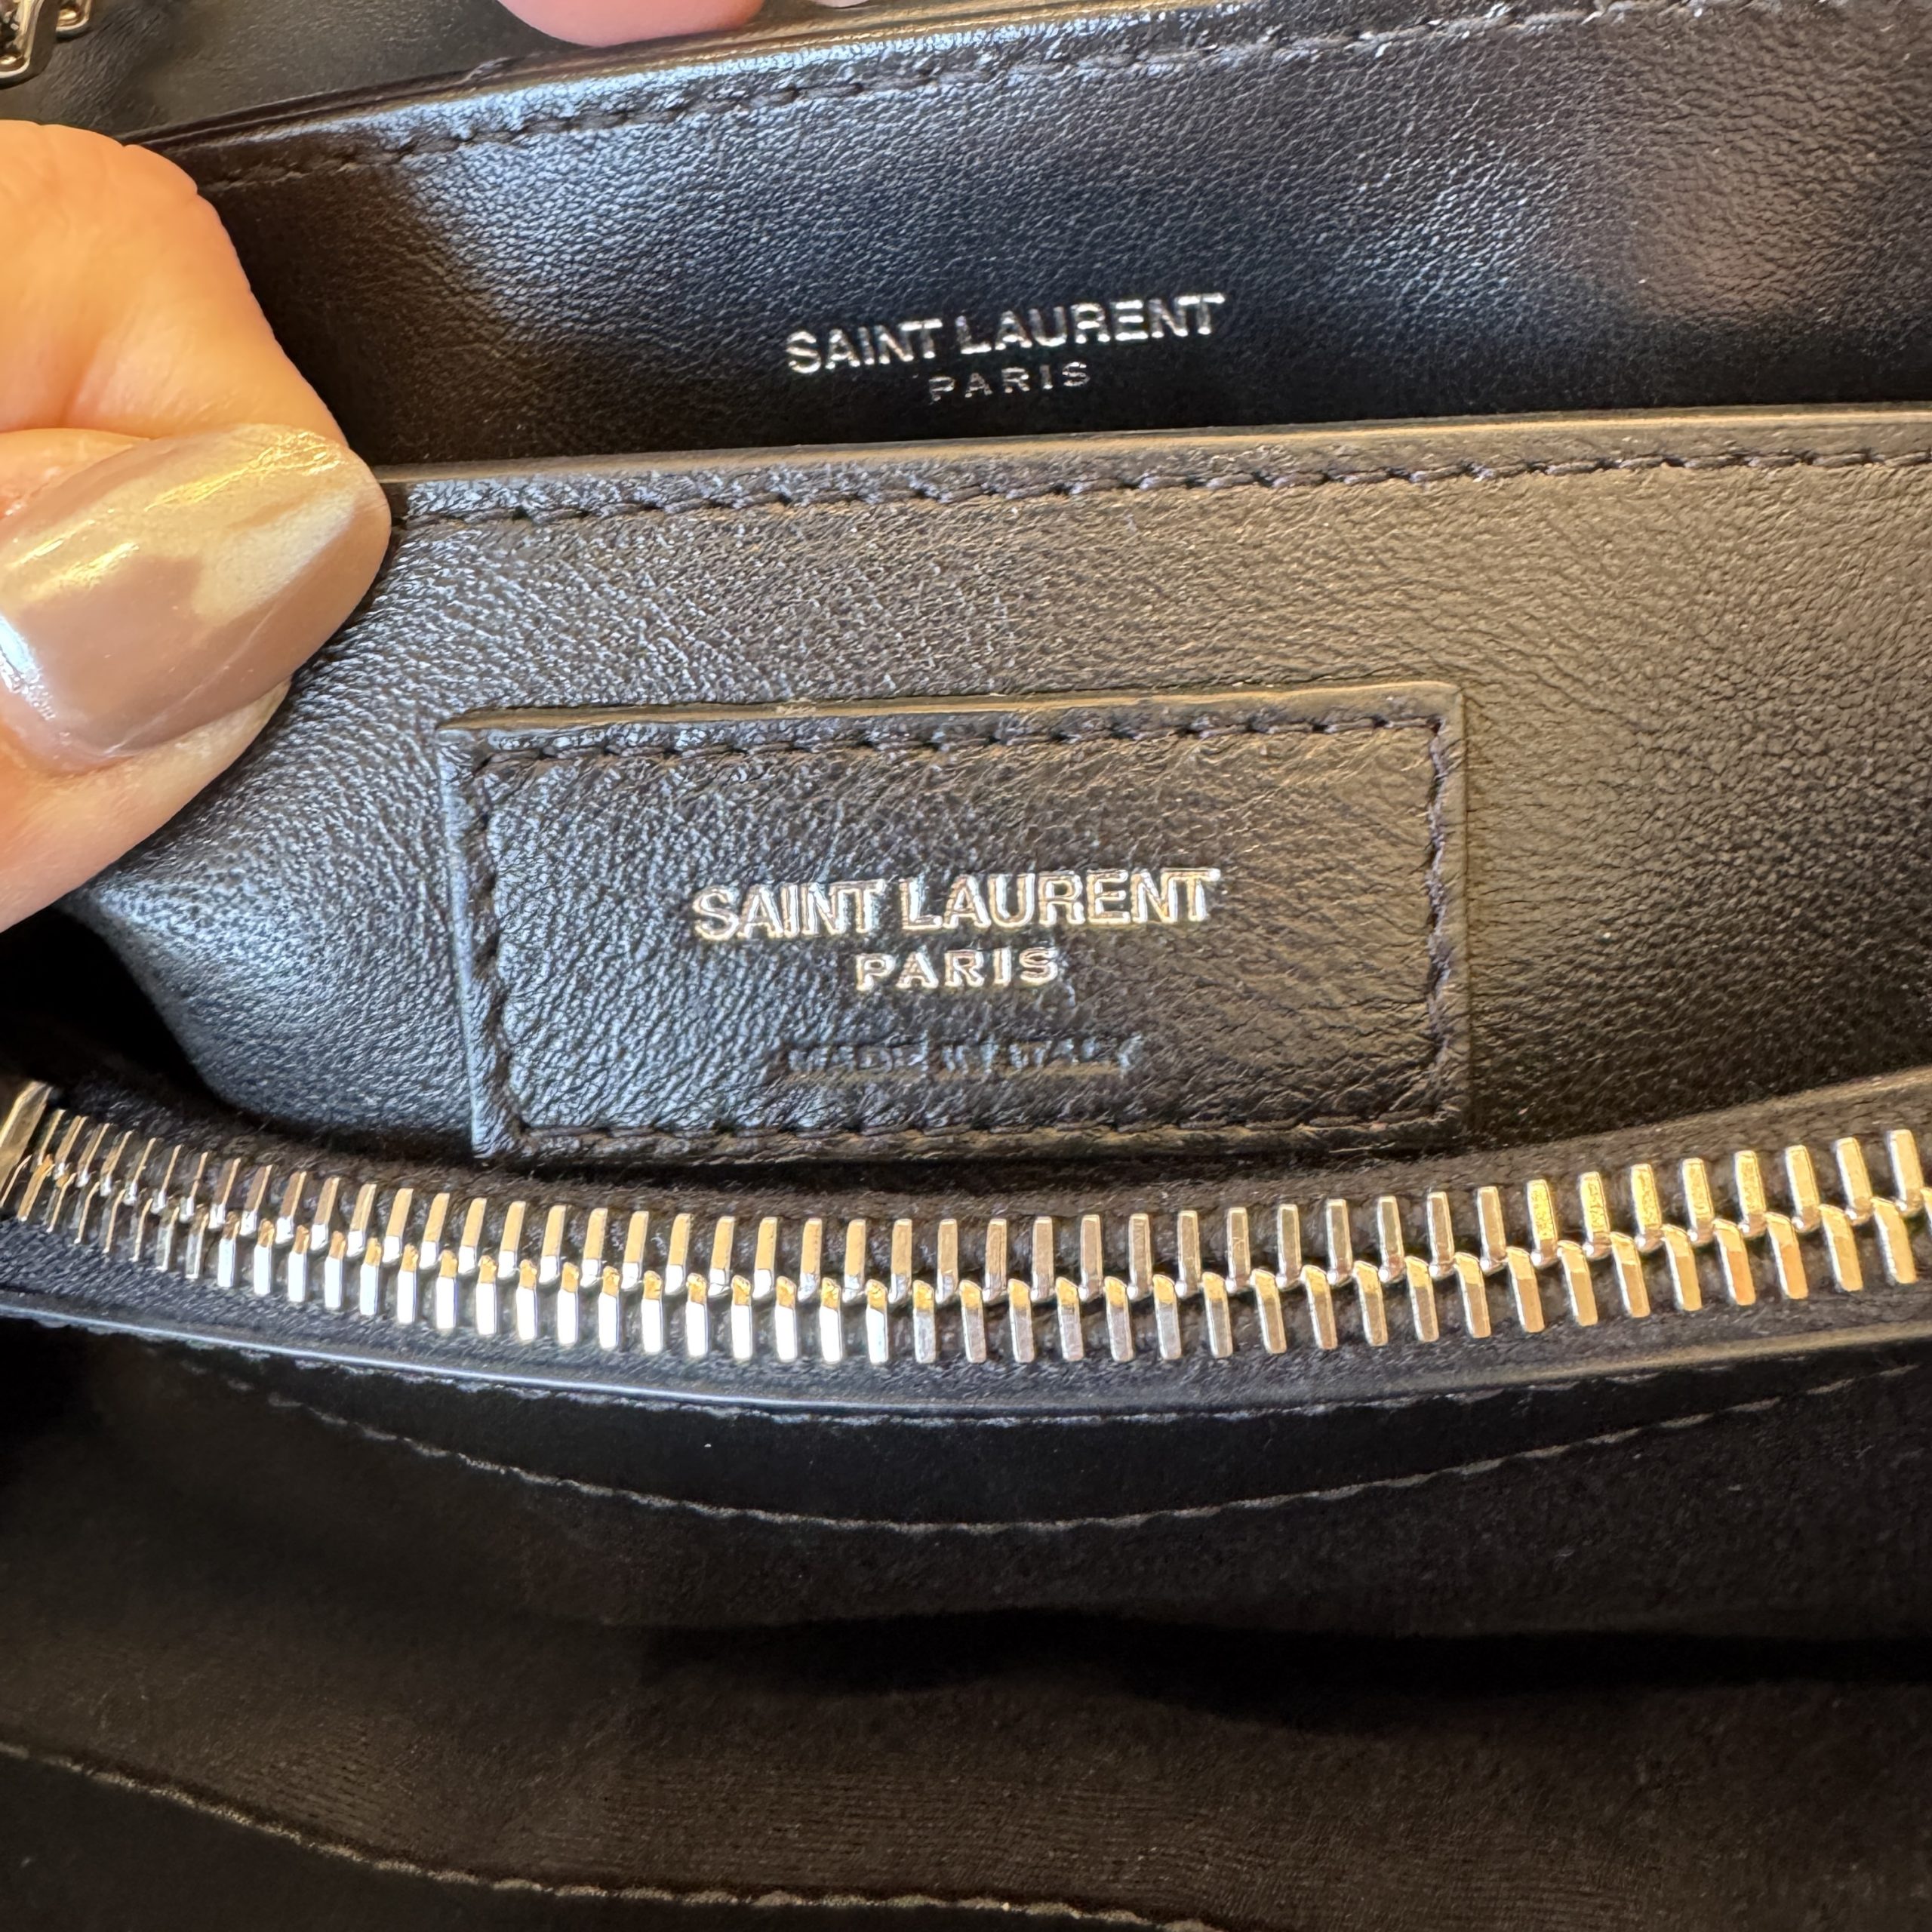 SAINT LAURENT
PARIS
SAINT LAURENT
PARIS
MADE IN ITALY